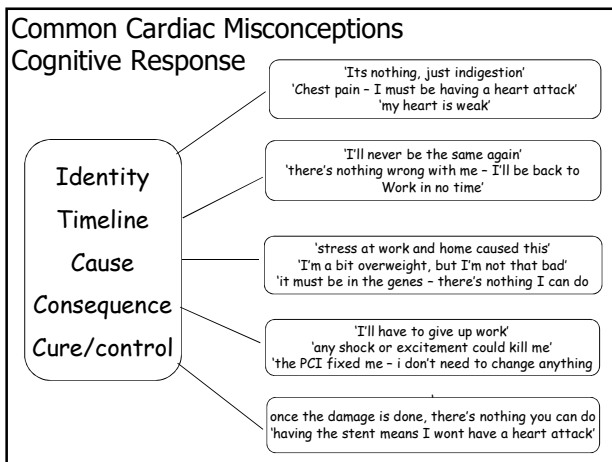 Common Cardiac Misconceptions
Cognitive Response
‘Its nothing, just indigestion’
‘Chest pain – I must be having a heart attack’
‘my heart is weak’
Identity
Timeline
Cause
Consequence
Cure/control
‘I’ll never be the same again’
‘there’s nothing wrong with me – I’ll be back to
Work in no time’
‘stress at work and home caused this’
‘I’m a bit overweight, but I’m not that bad’
‘it must be in the genes – there’s nothing I can do
‘I’ll have to give up work’
‘any shock or excitement could kill me’
‘the PCI fixed me – i don’t need to change anything
once the damage is done, there’s nothing you can do
‘having the stent means I wont have a heart attack’